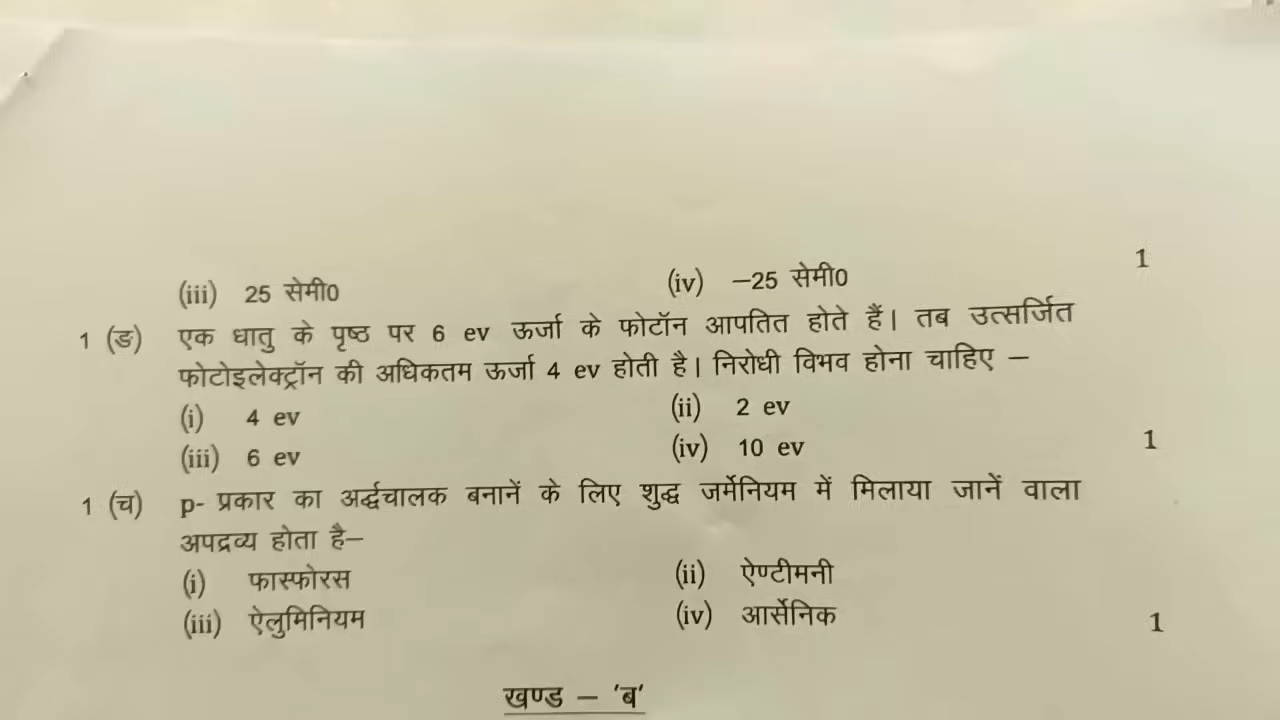 (iii) 25 सेमी0 (iv) –25 सेमी0 1
1 (ङ) एक धातु के पृष्ठ पर 6 ev ऊर्जा के फोटॉन आपतित होते हैं। तब उत्सर्जित
फोटोइलेक्ट्रॉन की अधिकतम ऊर्जा 4 ev होती है। निरोधी विभव होना चाहिए –
(i) 4 ev (ii) 2 ev
(iii) 6 ev (iv) 10 ev 1
1 (च) p- प्रकार का अर्द्धचालक बनानें के लिए शुद्ध जर्मेनियम में मिलाया जानें वाला
अपद्रव्य होता है–
(i) फास्फोरस (ii) ऐण्टीमनी
(iii) ऐलुमिनियम (iv) आर्सेनिक 1
खण्ड – 'ब'